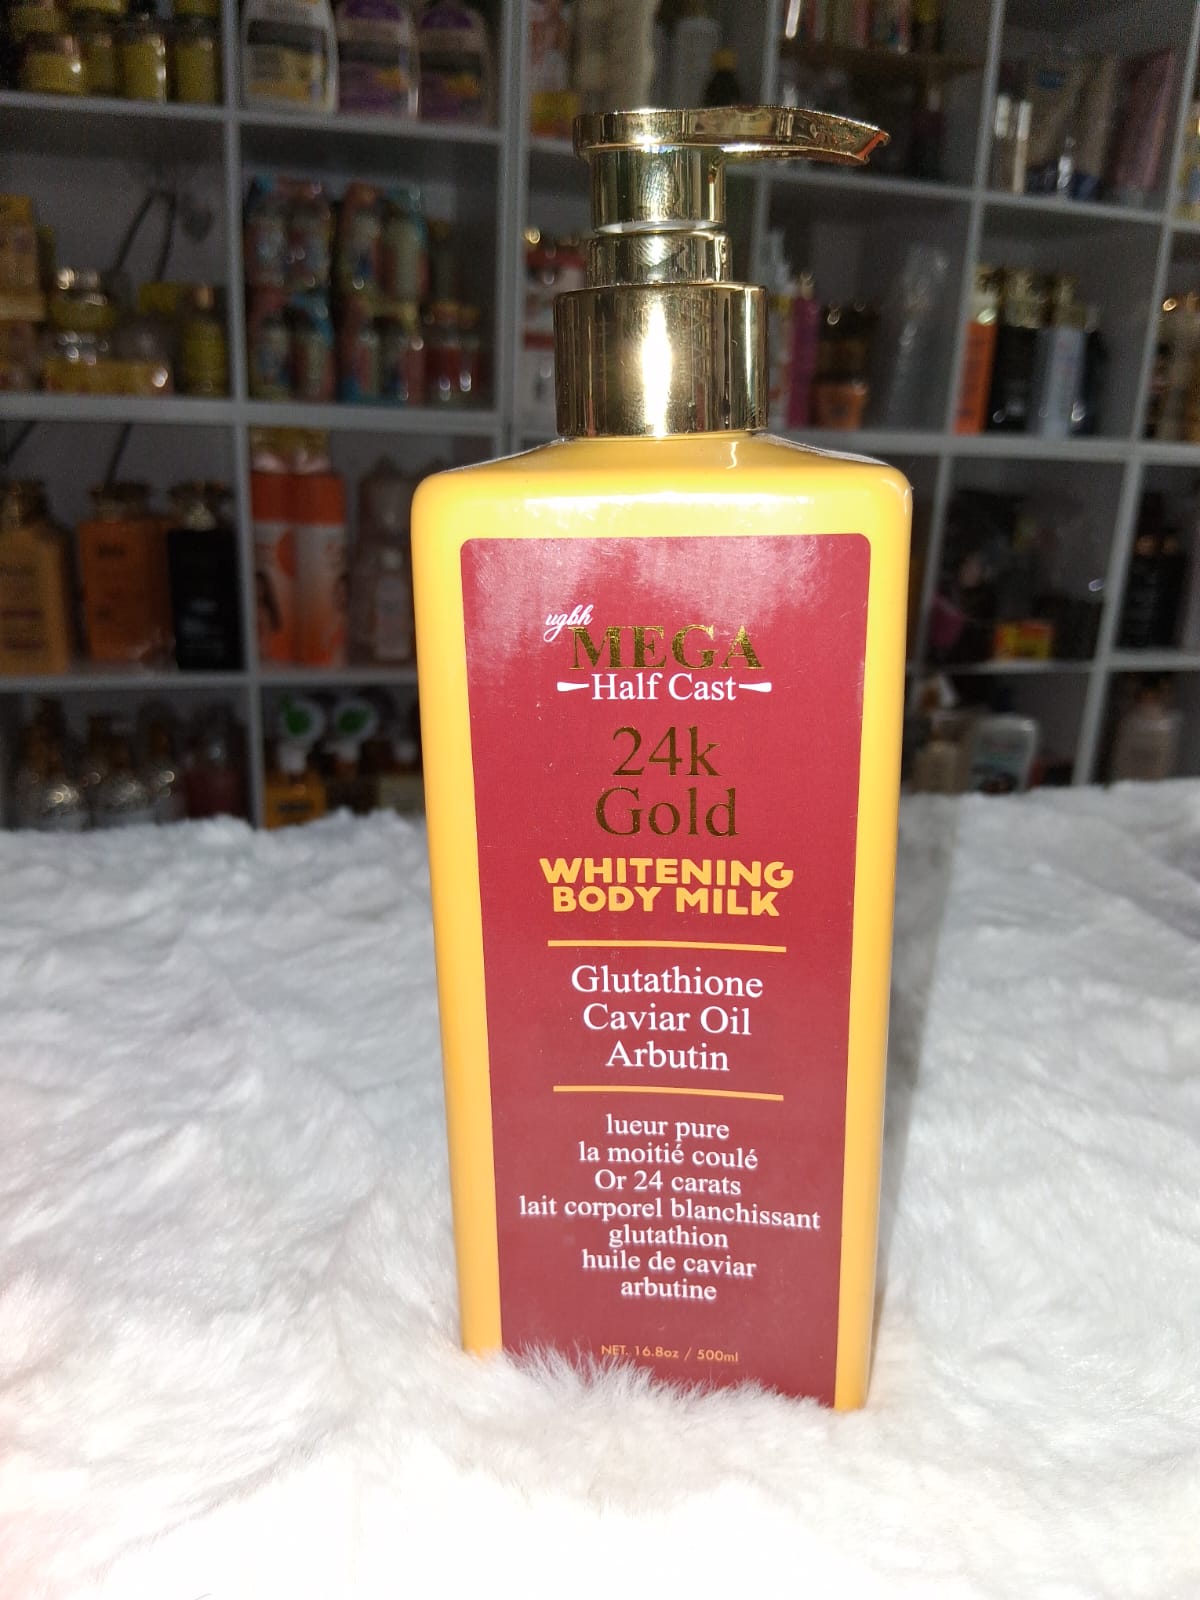 ugbh
MEGA
Half Cast
24k
Gold
WHITENING
BODY MILK
Glutathione
Caviar Oil
Arbutin
lueur pure
la moitié coulé
Or 24 carats
lait corporel blanchissant
glutathion
huile de caviar
arbutine
NET. 16.8oz / 500ml